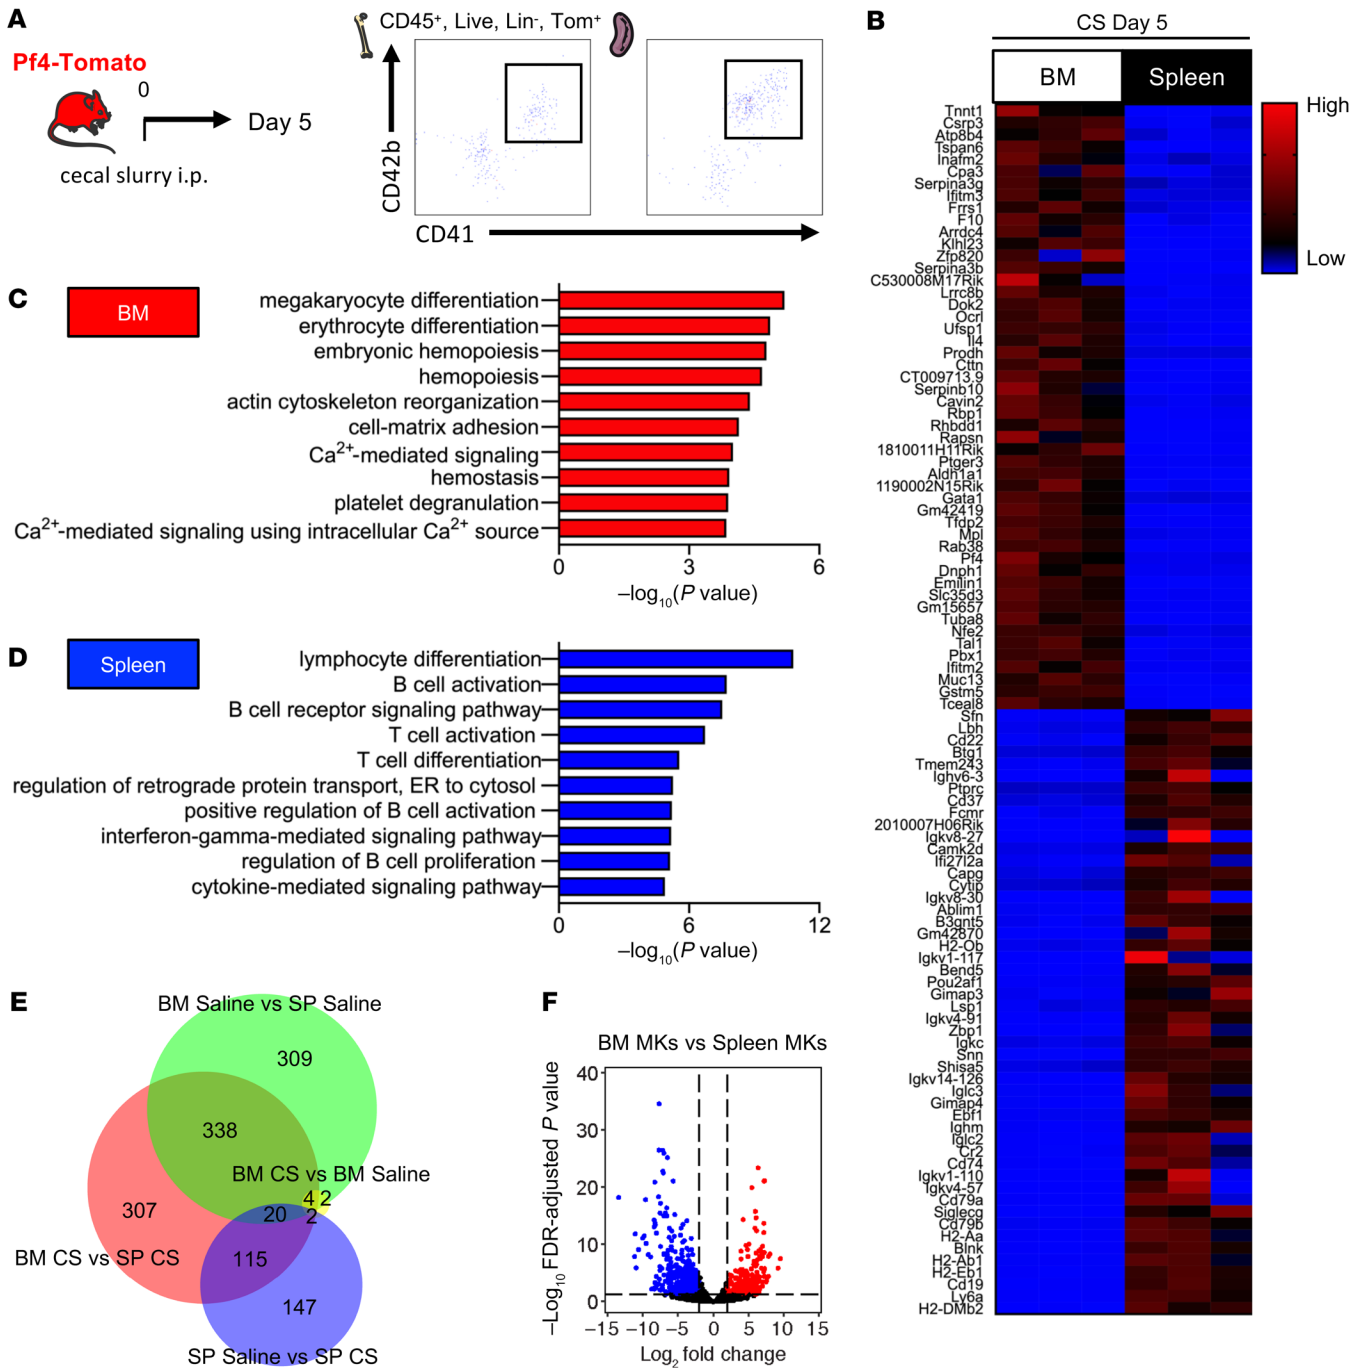 A
CD45+, Live, Lin-, Tom+
Pf4-Tomato
0
Day 5
cecal slurry i.p.
CD42b
CD41
B
CS Day 5
BM
Spleen
High
Low
Tnnt1
Csrp3
Atp8b4
Tspan6
Inafm2
Cpa3
Serpina3g
Ifitm3
Frrs1
F10
Arrdc4
Klhl23
Zfp820
Serpina3b
C530008M17Rik
Lrrc8b
Dok2
Ocrl
Ufsp1
Il4
Prodh
Cttn
CT009713.9
Serpinb10
Cavin2
Rbp1
Rhbdd1
Rapsn
1810011H11Rik
Ptger3
Aldh1a1
1190002N15Rik
Gata1
Gm42419
Tfdp2
Mpl
Rab38
Pf4
Dnph1
Emilin1
Slc35d3
Gm15657
Tuba8
Nfe2
Tal1
Pbx1
Ifitm2
Muc13
Gstm5
Tceal8
Sfn
Lbh
Cd22
Btg1
Tmem243
Ighv6-3
Ptprc
Cd37
Fcmr
2010007H06Rik
Igkv8-27
Camk2d
Ifi27l2a
Capg
Cytip
Igkv8-30
Ablim1
B3gnt5
Gm42870
H2-Ob
Igkv1-117
Bend5
Pou2af1
Gimap3
Lsp1
Igkv4-91
Zbp1
Igkc
Snn
Shisa5
Igkv14-126
Iglc3
Gimap4
Ebf1
Ighm
Iglc2
Cr2
Cd74
Igkv1-110
Igkv4-57
Cd79a
Siglecg
Cd79b
H2-Aa
Blnk
H2-Ab1
H2-Eb1
Cd19
Ly6a
H2-DMb2
C
BM
megakaryocyte differentiation
erythrocyte differentiation
embryonic hemopoiesis
hemopoiesis
actin cytoskeleton reorganization
cell-matrix adhesion
Ca2+-mediated signaling
hemostasis
platelet degranulation
Ca2+-mediated signaling using intracellular Ca2+ source
0 3 6
–log10(P value)
D
Spleen
lymphocyte differentiation
B cell activation
B cell receptor signaling pathway
T cell activation
T cell differentiation
regulation of retrograde protein transport, ER to cytosol
positive regulation of B cell activation
interferon-gamma-mediated signaling pathway
regulation of B cell proliferation
cytokine-mediated signaling pathway
0 6 12
–log10(P value)
E
BM Saline vs SP Saline
309
338
BM CS vs BM Saline
4 2
307
20 2
BM CS vs SP CS
115
147
SP Saline vs SP CS
F
BM MKs vs Spleen MKs
–Log10 FDR-adjusted P value
40
30
20
10
0
–15 –10 –5 0 5 10 15
Log2 fold change